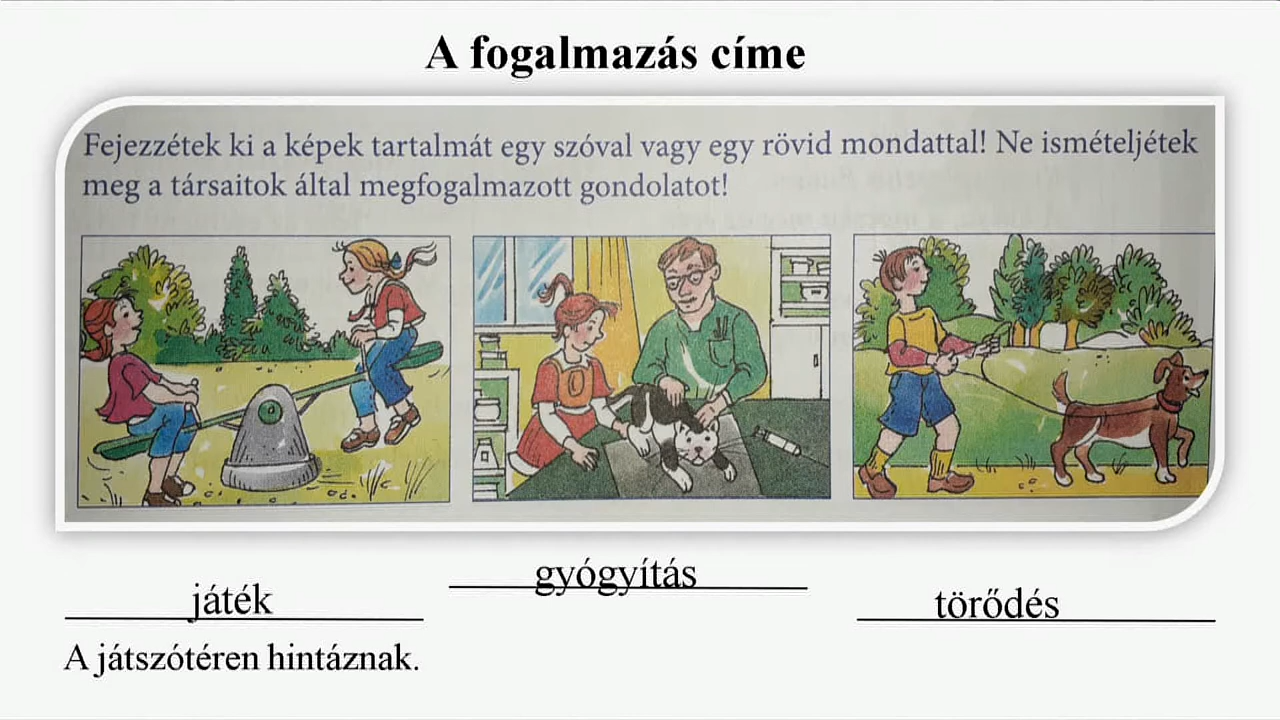 A fogalmazás címe
Fejezzétek ki a képek tartalmát egy szóval vagy egy rövid mondattal! Ne ismételjétek
meg a társaitok által megfogalmazott gondolatot!
játék
gyógyítás
törődés
A játszótéren hintáznak.